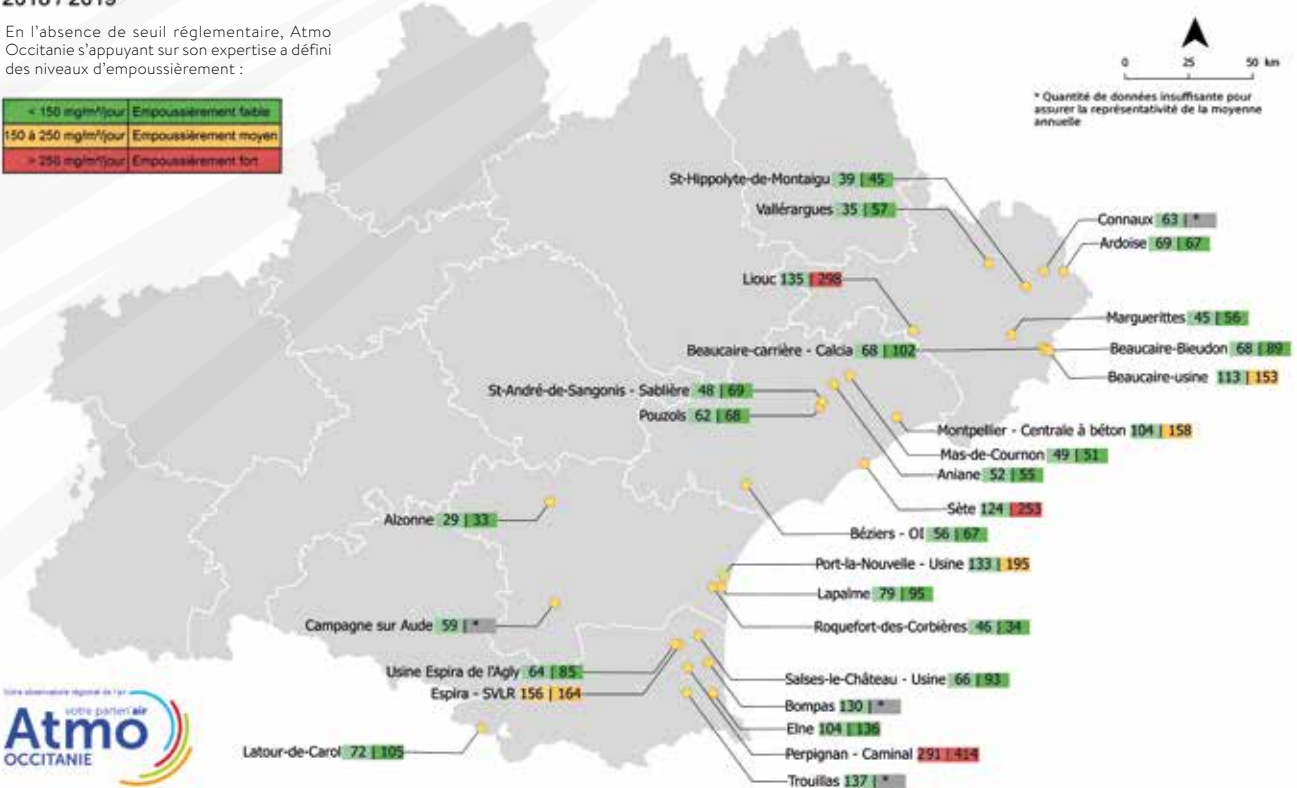 2018 / 2019
En l'absence de seuil réglementaire, Atmo
Occitanie s'appuyant sur son expertise a défini
des niveaux d'empoussièrement :
< 150 mg/m²/jour Empoussièrement faible
150 à 250 mg/m²/jour Empoussièrement moyen
> 250 mg/m²/jour Empoussièrement fort
0 25 50 km
* Quantité de données insuffisante pour
assurer la représentativité de la moyenne
annuelle
St-Hippolyte-de-Montaigu 39 | 45
Vallérargues 35 | 57
Connaux 63 | *
Ardoise 69 | 67
Liouc 135 | 298
Marguerittes 45 | 56
Beaucaire-carrière - Calcia 68 | 102
Beaucaire-Bieudon 68 | 89
Beaucaire-usine 113 | 153
St-André-de-Sangonis - Sablière 48 | 69
Pouzols 62 | 68
Montpellier - Centrale à béton 104 | 158
Mas-de-Cournon 49 | 51
Aniane 52 | 55
Sète 124 | 253
Alzonne 29 | 33
Béziers - OI 56 | 67
Port-la-Nouvelle - Usine 133 | 195
Lapalme 79 | 95
Campagne sur Aude 59 | *
Roquefort-des-Corbières 46 | 34
Usine Espira de l'Agly 64 | 85
Salses-le-Château - Usine 66 | 93
Espira - SVLR 156 | 164
Bompas 130 | *
Elne 104 | 136
Latour-de-Carol 72 | 105
Perpignan - Caminal 291 | 414
Trouillas 137 | *
Votre observatoire régional de l'air
votre parten'air
Atmo
OCCITANIE